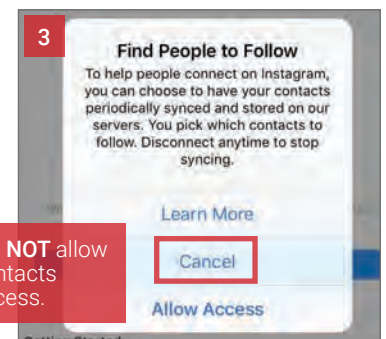 3
Find People to Follow
To help people connect on Instagram,
you can choose to have your contacts
periodically synced and stored on our
servers. You pick which contacts to
follow. Disconnect anytime to stop
syncing.
Learn More
NOT allow
Cancel
cess.
Allow Access